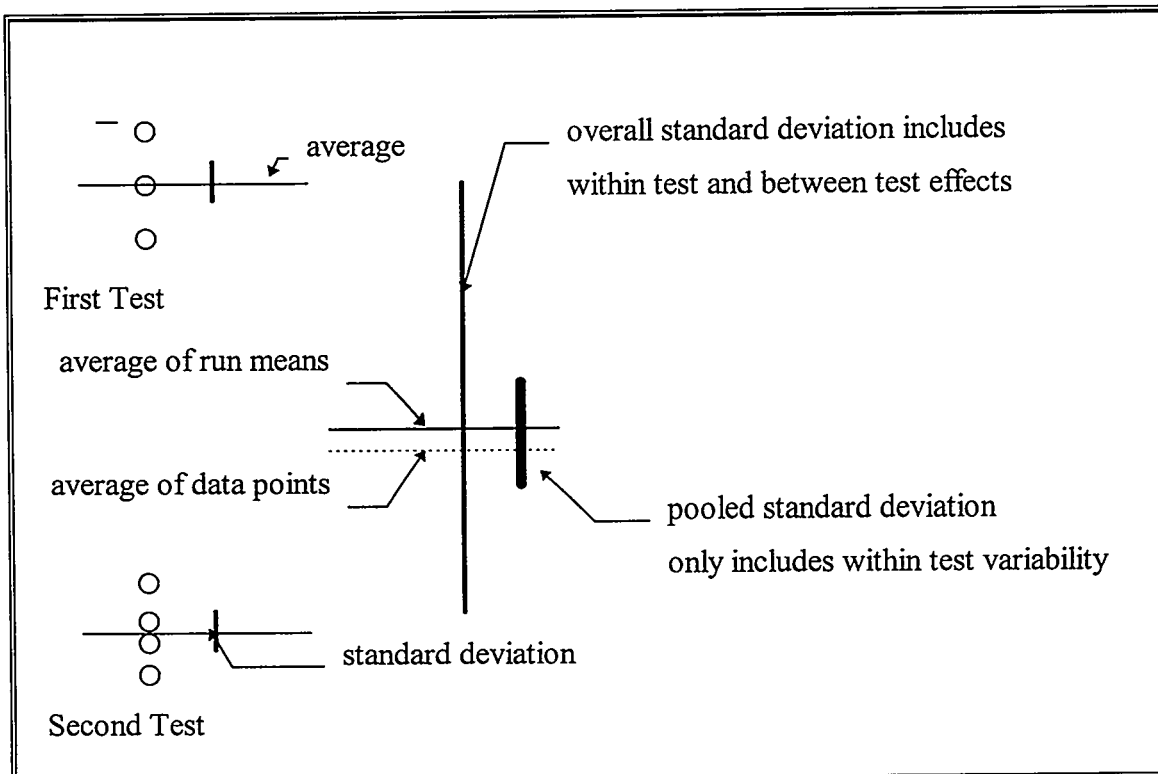 average
overall standard deviation includes
within test and between test effects
First Test
average of run means
average of data points
pooled standard deviation
only includes within test variability
standard deviation
Second Test